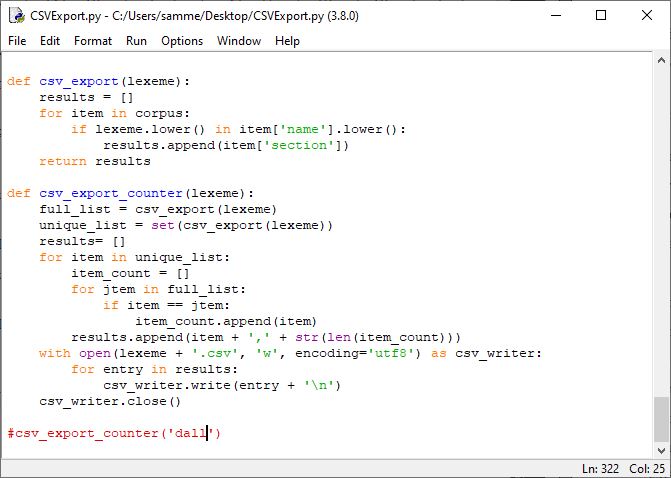 CSVExport.py - C:/Users/samme/Desktop/CSVExport.py (3.8.0)
File Edit Format Run Options Window Help
def csv_export(lexeme):
    results = []
    for item in corpus:
        if lexeme.lower() in item['name'].lower():
            results.append(item['section'])
    return results
def csv_export_counter(lexeme):
    full_list = csv_export(lexeme)
    unique_list = set(csv_export(lexeme))
    results= []
    for item in unique_list:
        item_count = []
        for jtem in full_list:
            if item == jtem:
                item_count.append(item)
        results.append(item + ',' + str(len(item_count)))
    with open(lexeme + '.csv', 'w', encoding='utf8') as csv_writer:
        for entry in results:
            csv_writer.write(entry + '\n')
    csv_writer.close()
#csv_export_counter('dall')
Ln: 322 Col: 25